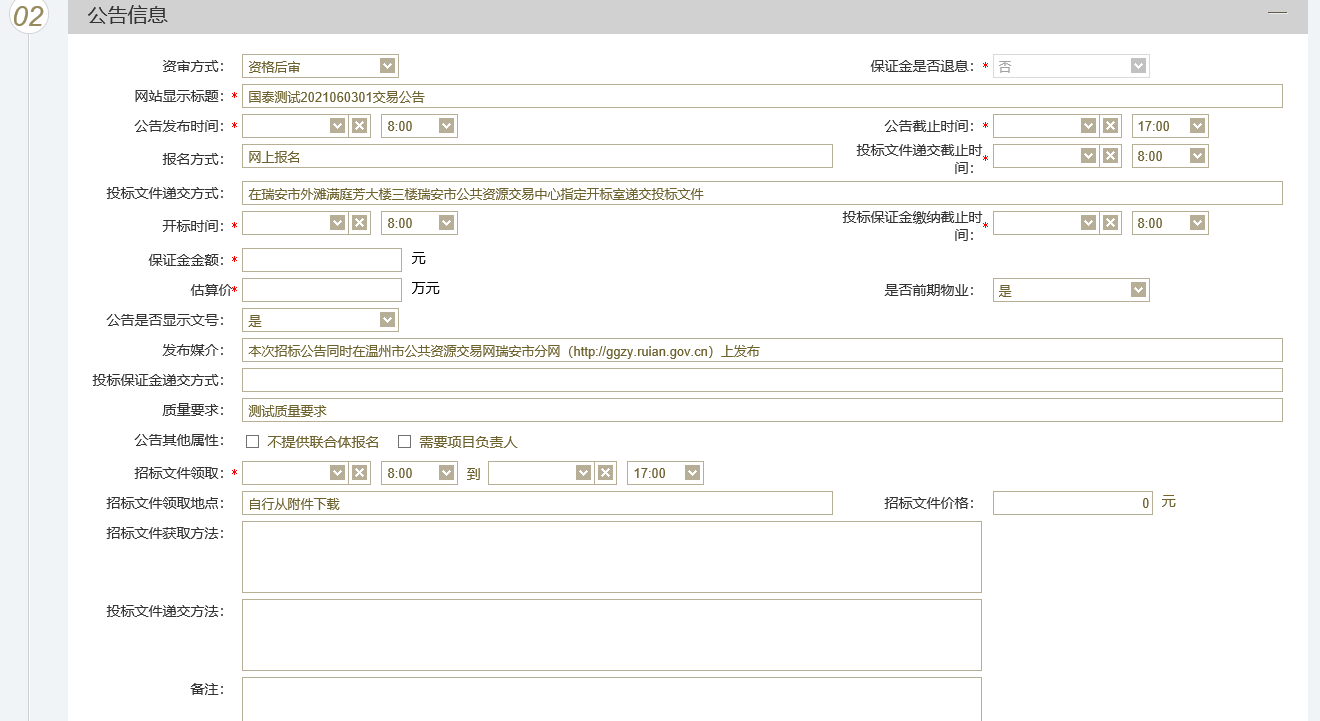 02
公告信息
资审方式： 资格后审 保证金是否退息：* 否
网站显示标题：* 国泰测试2021060301交易公告
公告发布时间：* 8:00 公告截止时间：* 17:00
报名方式： 网上报名 投标文件递交截止时间：* 8:00
投标文件递交方式： 在瑞安市外滩满庭芳大楼三楼瑞安市公共资源交易中心指定开标室递交投标文件
开标时间：* 8:00 投标保证金缴纳截止时间：* 8:00
保证金金额：* 元
估算价* 万元 是否前期物业： 是
公告是否显示文号： 是
发布媒介： 本次招标公告同时在温州市公共资源交易网瑞安市分网（http://ggzy.ruian.gov.cn）上发布
投标保证金递交方式：
质量要求： 测试质量要求
公告其他属性： 不提供联合体报名 需要项目负责人
招标文件领取：* 8:00 到 17:00
招标文件领取地点： 自行从附件下载 招标文件价格： 0 元
招标文件获取方法：
投标文件递交方法：
备注：